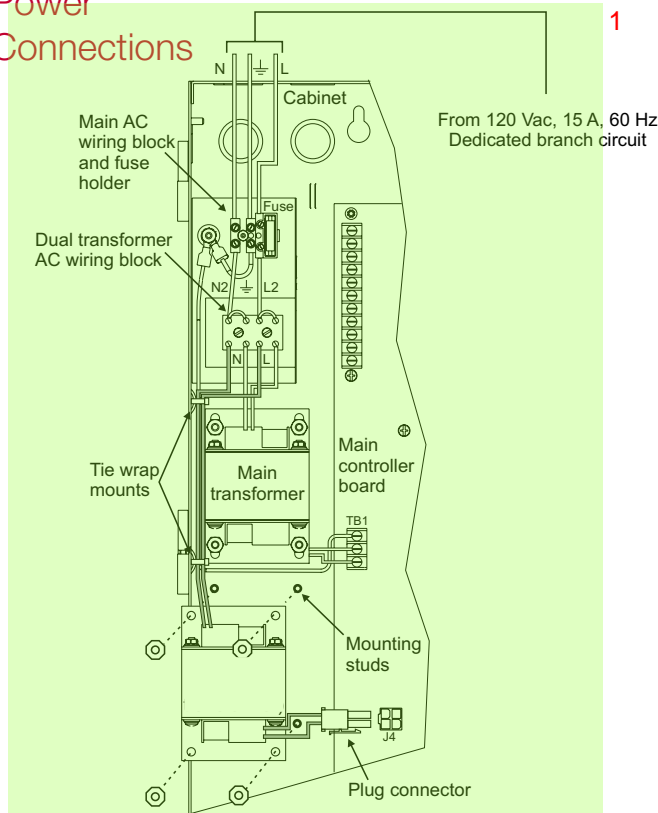 Power
Connections
1
N
L
Cabinet
From 120 Vac, 15 A, 60 Hz
Dedicated branch circuit
Main AC
wiring block
and fuse
holder
Fuse
Dual transformer
AC wiring block
N2
L2
N
L
Tie wrap
mounts
Main
transformer
Main
controller
board
TB1
Mounting
studs
J4
Plug connector